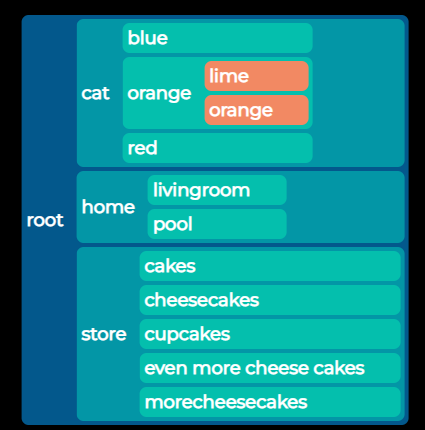 root
cat
blue
orange
lime
orange
red
home
livingroom
pool
store
cakes
cheesecakes
cupcakes
even more cheese cakes
morecheesecakes